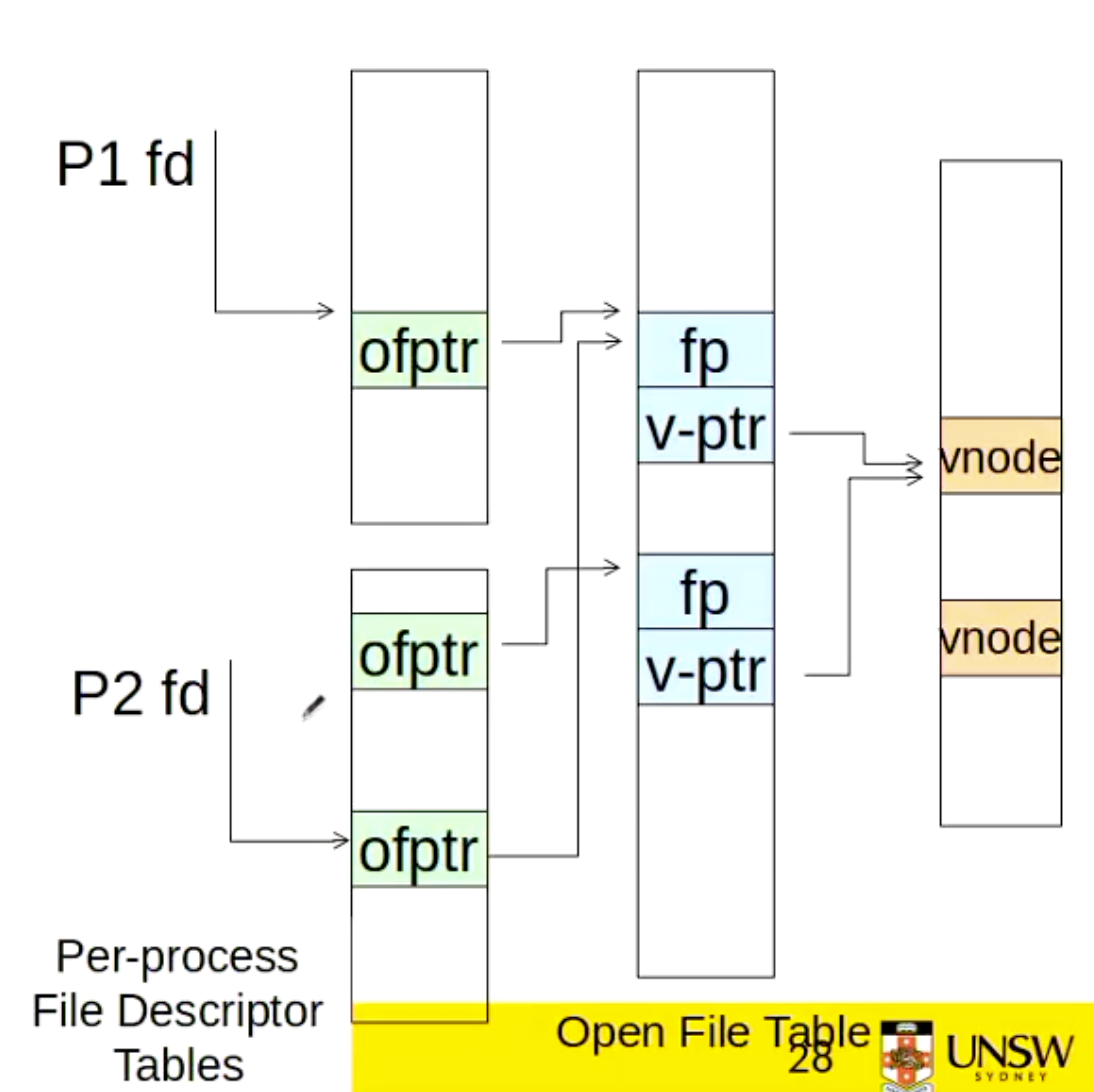 P1 fd
ofptr
fp
v-ptr
vnode
ofptr
fp
v-ptr
vnode
P2 fd
ofptr
Per-process
File Descriptor
Tables
Open File Table
28
UNSW
SYDNEY